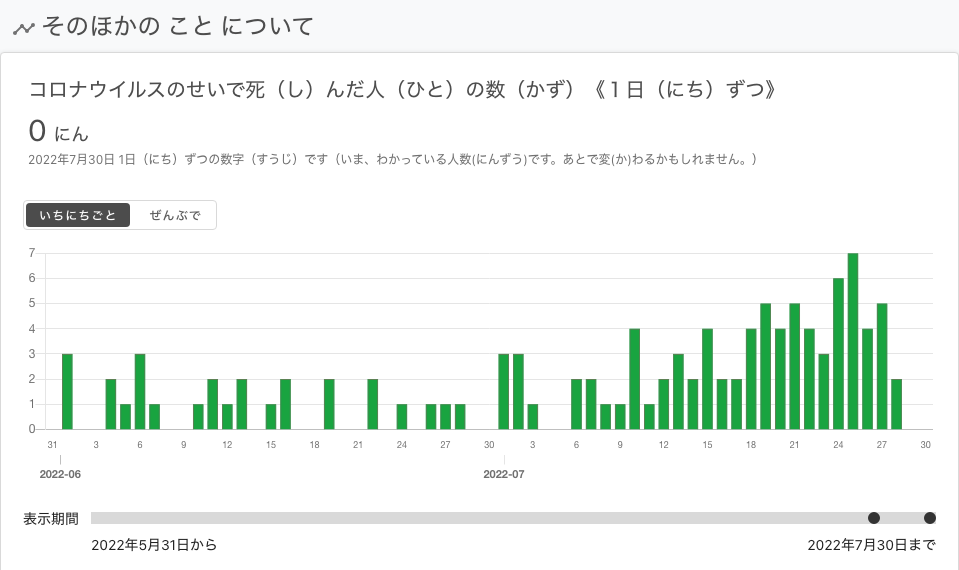 そのほかの こと について
コロナウイルスのせいで死（し）んだ人（ひと）の数（かず）《１日（にち）ずつ》
0 にん
2022年7月30日 1日（にち）ずつの数字（すうじ）です（いま、わかっている人数(にんずう)です。あとで変(か)わるかもしれません。）
いちにちごと ぜんぶで
7
6
5
4
3
2
1
0
31 3 6 9 12 15 18 21 24 27 30 3 6 9 12 15 18 21 24 27 30
2022-06 2022-07
表示期間
2022年5月31日から 2022年7月30日まで